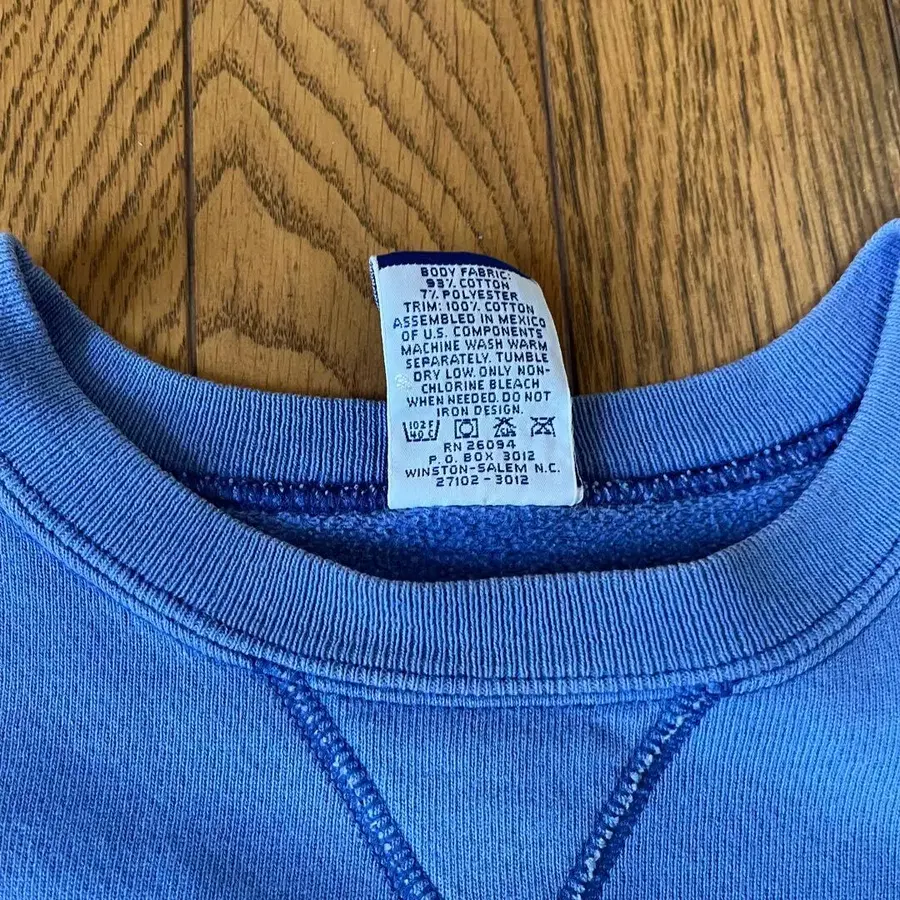 BODY FABRIC:
93% COTTON
7% POLYESTER
TRIM: 100% COTTON
ASSEMBLED IN MEXICO
OF U.S. COMPONENTS
MACHINE WASH WARM
SEPARATELY. TUMBLE
DRY LOW. ONLY NON-
CHLORINE BLEACH
WHEN NEEDED. DO NOT
IRON DESIGN.
102 F
40 C
CL
RN 26094
P.O. BOX 3012
WINSTON-SALEM N.C.
27102-3012